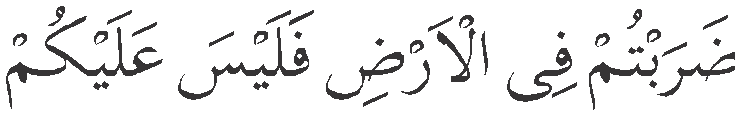 ضَرَبْتُمْ فِی الْاَرْضِ فَلَیْسَ عَلَیْكُمْ